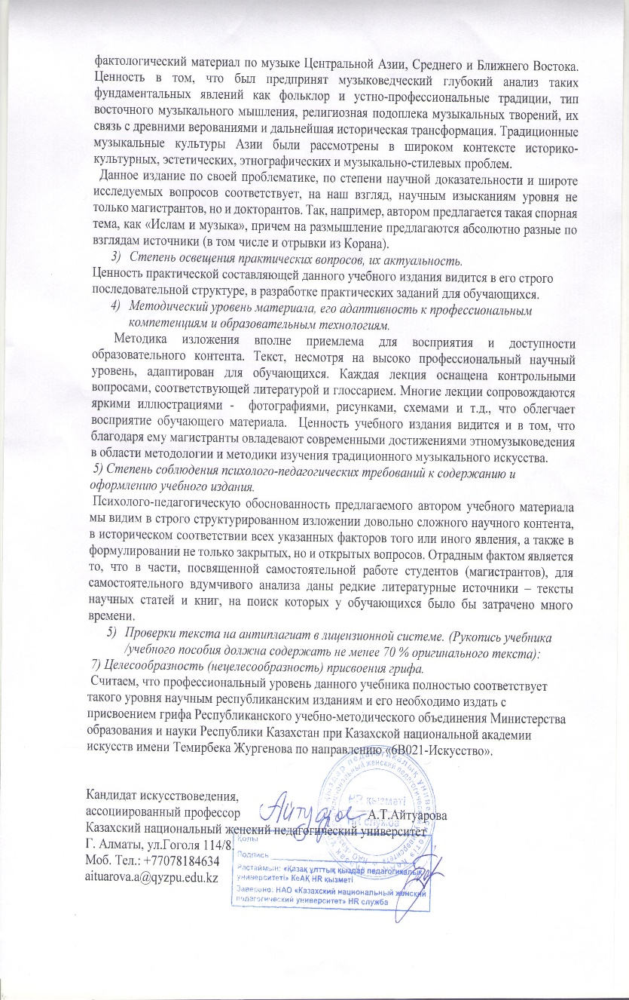 фактологический материал по музыке Центральной Азии, Среднего и Ближнего Востока.
Ценность в том, что был предпринят музыковедческий глубокий анализ таких
фундаментальных явлений как фольклор и устно-профессиональные традиции, тип
восточного музыкального мышления, религиозная подоплека музыкальных творений, их
связь с древними верованиями и дальнейшая историческая трансформация. Традиционные
музыкальные культуры Азии были рассмотрены в широком контексте историко-
культурных, эстетических, этнографических и музыкально-стилевых проблем.
Данное издание по своей проблематике, по степени научной доказательности и широте
исследуемых вопросов соответствует, на наш взгляд, научным изысканиям уровня не
только магистрантов, но и докторантов. Так, например, автором предлагается такая спорная
тема, как «Ислам и музыка», причем на размышление предлагаются абсолютно разные по
взглядам источники (в том числе и отрывки из Корана).
3) Степень освещения практических вопросов, их актуальность.
Ценность практической составляющей данного учебного издания видится в его строго
последовательной структуре, в разработке практических заданий для обучающихся.
4) Методический уровень материала, его адаптивность к профессиональным
компетенциям и образовательным технологиям.
Методика изложения вполне приемлема для восприятия и доступности
образовательного контента. Текст, несмотря на высоко профессиональный научный
уровень, адаптирован для обучающихся. Каждая лекция оснащена контрольными
вопросами, соответствующей литературой и глоссарием. Многие лекции сопровождаются
яркими иллюстрациями - фотографиями, рисунками, схемами и т.д., что облегчает
восприятие обучающего материала. Ценность учебного издания видится и в том, что
благодаря ему магистранты овладевают современными достижениями этномузыковедения
в области методологии и методики изучения традиционного музыкального искусства.
5) Степень соблюдения психолого-педагогических требований к содержанию и
оформлению учебного издания.
Психолого-педагогическую обоснованность предлагаемого автором учебного материала
мы видим в строго структурированном изложении довольно сложного научного контента,
в историческом соответствии всех указанных факторов того или иного явления, а также в
формулировании не только закрытых, но и открытых вопросов. Отрадным фактом является
то, что в части, посвященной самостоятельной работе студентов (магистрантов), для
самостоятельного вдумчивого анализа даны редкие литературные источники – тексты
научных статей и книг, на поиск которых у обучающихся было бы затрачено много
времени.
5) Проверки текста на антиплагиат в лицензионной системе. (Рукопись учебника
/учебного пособия должна содержать не менее 70 % оригинального текста):
7) Целесообразность (нецелесообразность) присвоения грифа.
Считаем, что профессиональный уровень данного учебника полностью соответствует
такого уровня научным республиканским изданиям и его необходимо издать с
присвоением грифа Республиканского учебно-методического объединения Министерства
образования и науки Республики Казахстан при Казахской национальной академии
искусств имени Темирбека Жургенова по направлению «6В021-Искусство».
Кандидат искусствоведения,
ассоциированный профессор А.Т.Айтуарова
Казахский национальный женский педагогический университет
Г. Алматы, ул.Гоголя 114/8
Моб. Тел.: +77078184634
aituarova.a@qyzpu.edu.kz
HR қызметі
HR служба
Қолы
Подпись
Растаймын: «Қазақ ұлттық қыздар педагогикалық
университеті» КеАҚ HR қызметі
Заверено: НАО «Казахский национальный женский
педагогический университет» HR служба